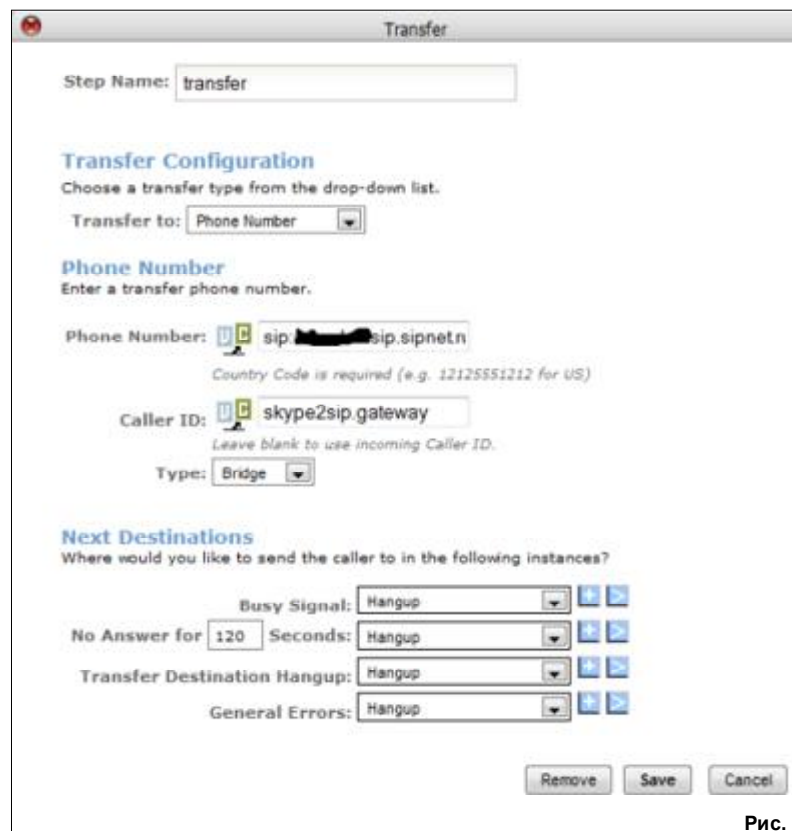 Transfer
Step Name: transfer
Transfer Configuration
Choose a transfer type from the drop-down list.
Transfer to: Phone Number
Phone Number
Enter a transfer phone number.
Phone Number: sip: sip.sipnet.n
Country Code is required (e.g. 12125551212 for US)
Caller ID: skype2sip.gateway
Leave blank to use incoming Caller ID.
Type: Bridge
Next Destinations
Where would you like to send the caller to in the following instances?
Busy Signal: Hangup
No Answer for 120 Seconds: Hangup
Transfer Destination Hangup: Hangup
General Errors: Hangup
Remove Save Cancel
Рис.